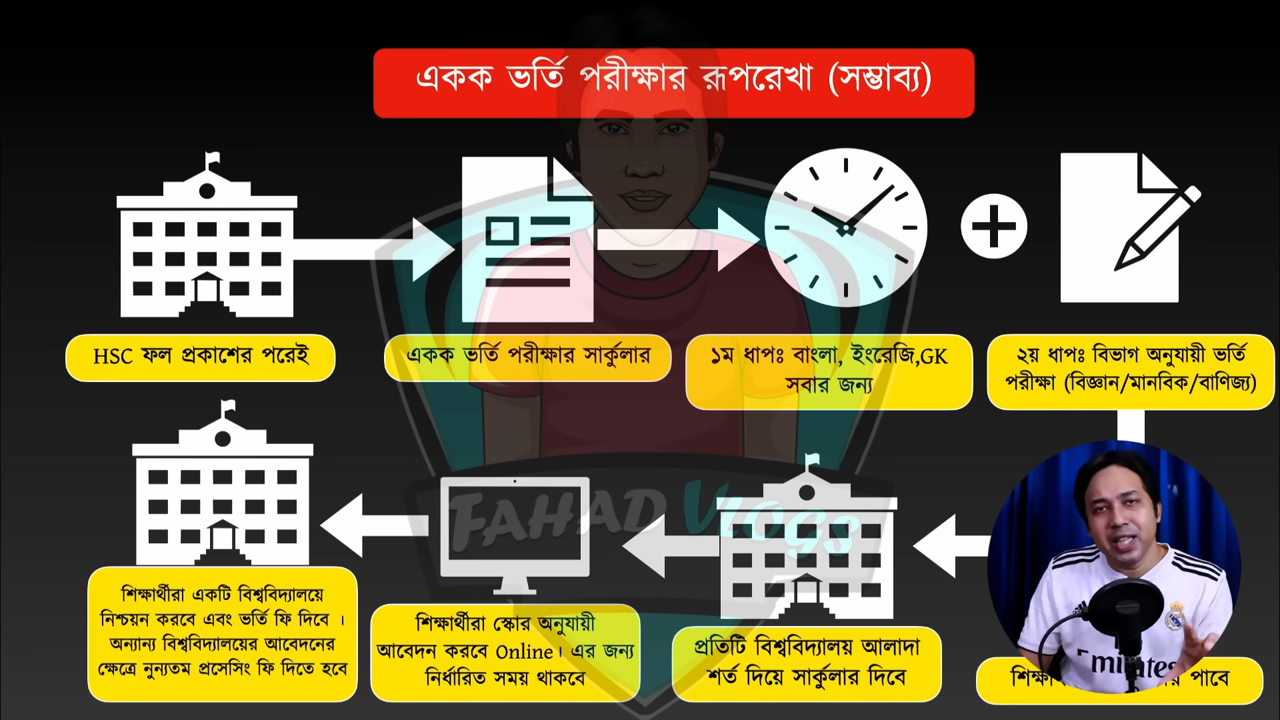 একক ভর্তি পরীক্ষার রূপরেখা (সম্ভাব্য)
HSC ফল প্রকাশের পরেই
একক ভর্তি পরীক্ষার সার্কুলার
১ম ধাপঃ বাংলা, ইংরেজি,GK
সবার জন্য
২য় ধাপঃ বিভাগ অনুযায়ী ভর্তি
পরীক্ষা (বিজ্ঞান/মানবিক/বাণিজ্য)
পাবে
প্রতিটি বিশ্ববিদ্যালয় আলাদা
শর্ত দিয়ে সার্কুলার দিবে
শিক্ষার্থীরা স্কোর অনুযায়ী
আবেদন করবে Online। এর জন্য
নির্ধারিত সময় থাকবে
শিক্ষার্থীরা একটি বিশ্ববিদ্যালয়ে
নিশ্চয়ন করবে এবং ভর্তি ফি দিবে ।
অন্যান্য বিশ্ববিদ্যালয়ের আবেদনের
ক্ষেত্রে নুন্যতম প্রসেসিং ফি দিতে হবে
FAHAD Vlogs